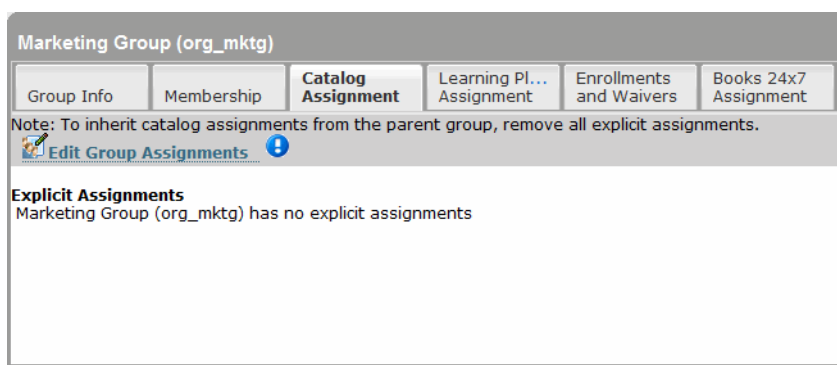 Marketing Group (org_mktg)
Group Info
Membership
Catalog
Assignment
Learning Pl...
Assignment
Enrollments
and Waivers
Books 24x7
Assignment
Note: To inherit catalog assignments from the parent group, remove all explicit assignments.
Edit Group Assignments
Explicit Assignments
Marketing Group (org_mktg) has no explicit assignments